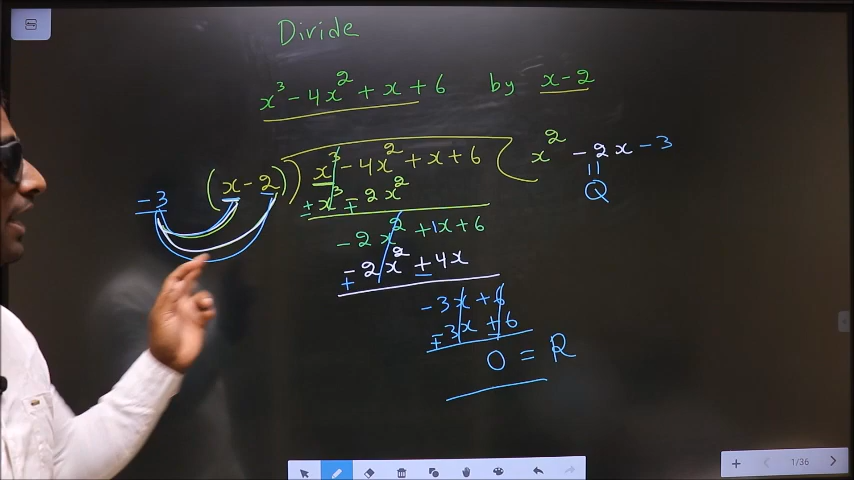 Divide
x³ - 4x² + x + 6 by x - 2
(x - 2) ) x³ - 4x² + x + 6 ( x² - 2x - 3
- 3
|| Q
± x³ ∓ 2x²
- 2x² + 1x + 6
∓ 2x² ± 4x
- 3x + 6
∓ 3x ± 6
0 = R
1/36